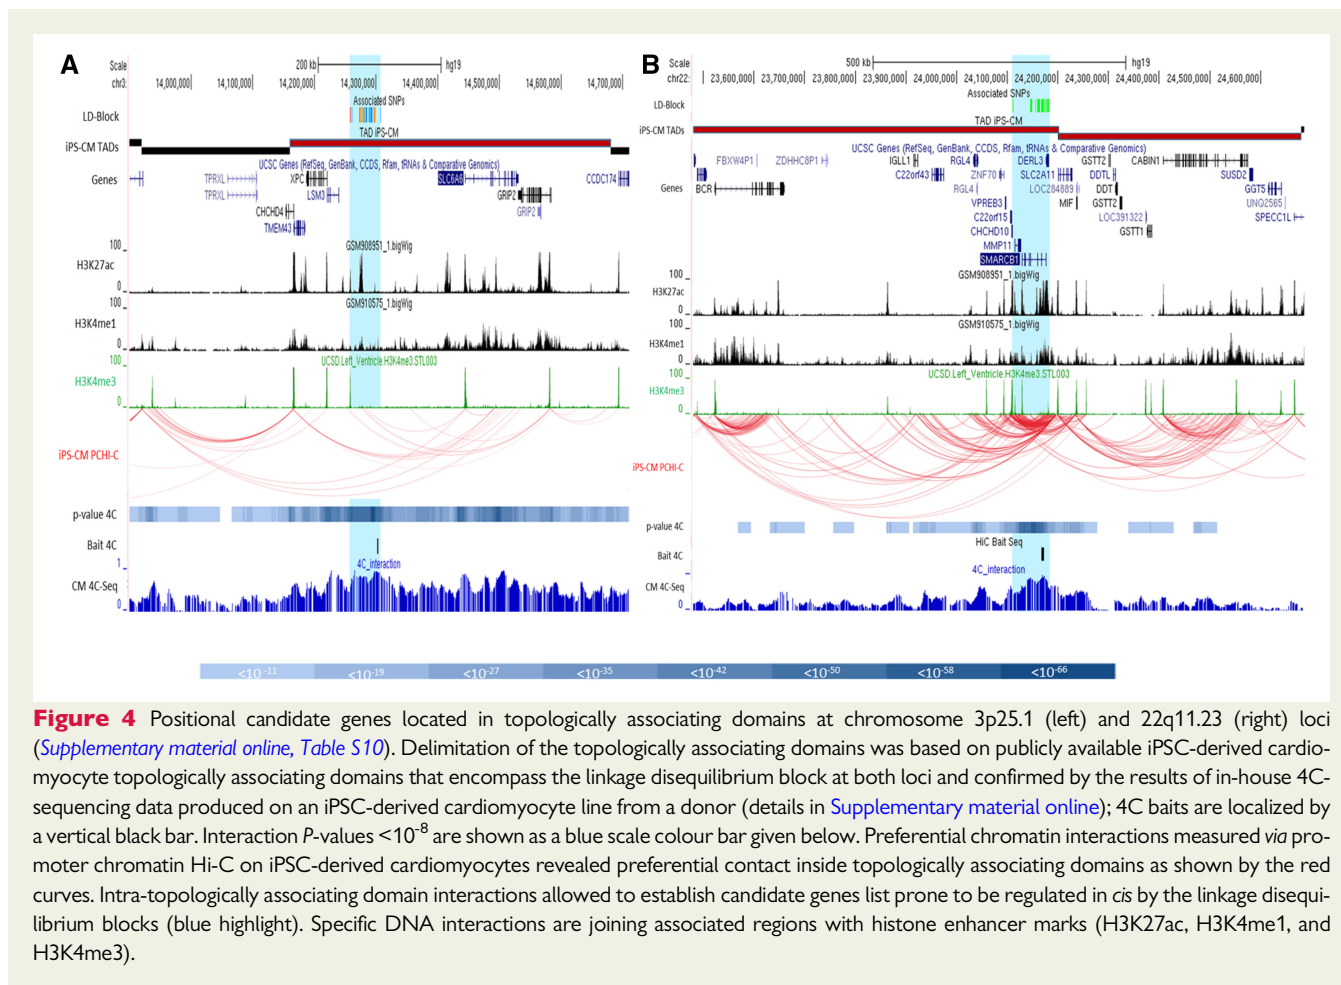 A
Scale
200 kb
hg19
chr3:
14,000,000
14,100,000
14,200,000
14,300,000
14,400,000
14,500,000
14,600,000
14,700,000
Associated SNPs
LD-Block
TAD iPS-CM
iPS-CM TADs
UCSC Genes (RefSeq, GenBank, CCDS, Rfam, tRNAs & Comparative Genomics)
Genes
TPRXL
XPC
SLC6A6
CCDC174
TPRXL
LSM3
GRIP2
CHCHD4
GRIP2
TMEM43
GSM908951_1.bigWig
100
H3K27ac
0
GSM910575_1.bigWig
100
H3K4me1
0
UCSD.Left_Ventricle.H3K4me3.STL003
100
H3K4me3
0
iPS-CM PCHI-C
p-value 4C
Bait 4C
4C_interaction
1
CM 4C-Seq
0
B
Scale
500 kb
hg19
chr22:
23,600,000
23,700,000
23,800,000
23,900,000
24,000,000
24,100,000
24,200,000
24,300,000
24,400,000
24,500,000
24,600,000
Associated SNPs
LD-Block
TAD iPS-CM
iPS-CM TADs
UCSC Genes (RefSeq, GenBank, CCDS, Rfam, tRNAs & Comparative Genomics)
FBXW4P1
ZDHHC8P1
IGLL1
RGL4
DERL3
GSTT2
CABIN1
C22orf43
ZNF70
SLC2A11
DDTL
SUSD2
Genes
BCR
RGL4
LOC284889
DDT
GGT5
VPREB3
MIF
GSTT2
UNQ2565
C22orf15
LOC391322
SPECC1L
CHCHD10
GSTT1
MMP11
SMARCB1
GSM908951_1.bigWig
100
H3K27ac
0
GSM910575_1.bigWig
100
H3K4me1
0
UCSD.Left_Ventricle.H3K4me3.STL003
100
H3K4me3
0
iPS-CM PCHI-C
p-value 4C
HiC Bait Seq
Bait 4C
4C_interaction
CM 4C-Seq
0
<10-11 <10-19 <10-27 <10-35 <10-42 <10-50 <10-58 <10-66
Figure 4 Positional candidate genes located in topologically associating domains at chromosome 3p25.1 (left) and 22q11.23 (right) loci
(Supplementary material online, Table S10). Delimitation of the topologically associating domains was based on publicly available iPSC-derived cardio-
myocyte topologically associating domains that encompass the linkage disequilibrium block at both loci and confirmed by the results of in-house 4C-
sequencing data produced on an iPSC-derived cardiomyocyte line from a donor (details in Supplementary material online); 4C baits are localized by
a vertical black bar. Interaction P-values <10-8 are shown as a blue scale colour bar given below. Preferential chromatin interactions measured via pro-
moter chromatin Hi-C on iPSC-derived cardiomyocytes revealed preferential contact inside topologically associating domains as shown by the red
curves. Intra-topologically associating domain interactions allowed to establish candidate genes list prone to be regulated in cis by the linkage disequi-
librium blocks (blue highlight). Specific DNA interactions are joining associated regions with histone enhancer marks (H3K27ac, H3K4me1, and
H3K4me3).